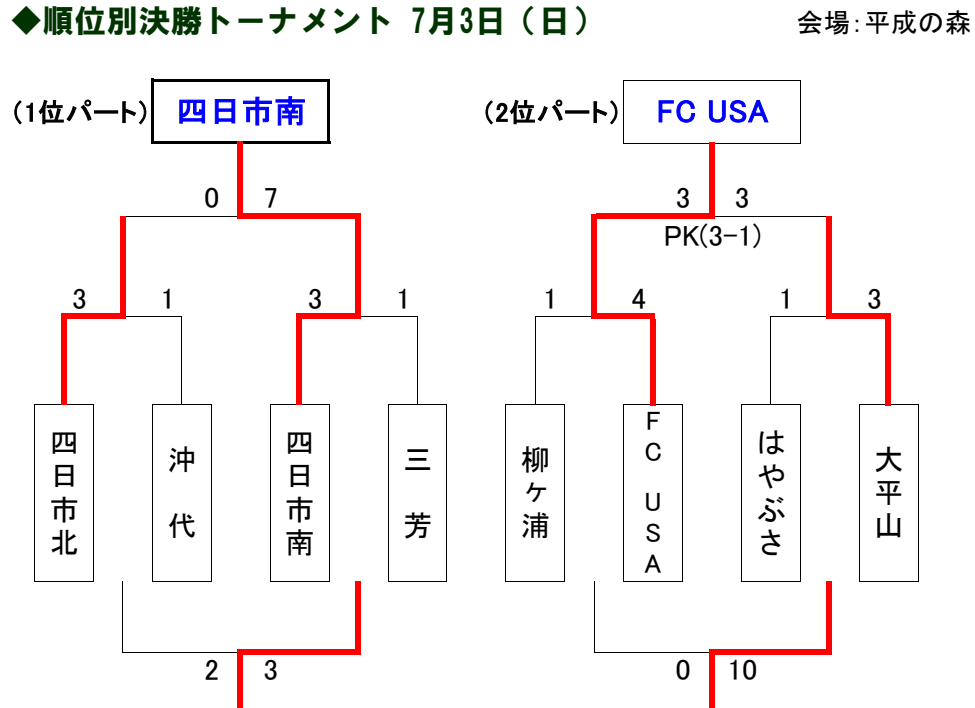 ◆順位別決勝トーナメント 7月3日（日）
会場:平成の森
（1位パート）
四日市南
（2位パート）
FC USA
0 7
3 3
PK(3-1)
3 1
3 1
1 4
1 3
四日市北
沖代
四日市南
三芳
柳ヶ浦
FC USA
はやぶさ
大平山
2 3
0 10